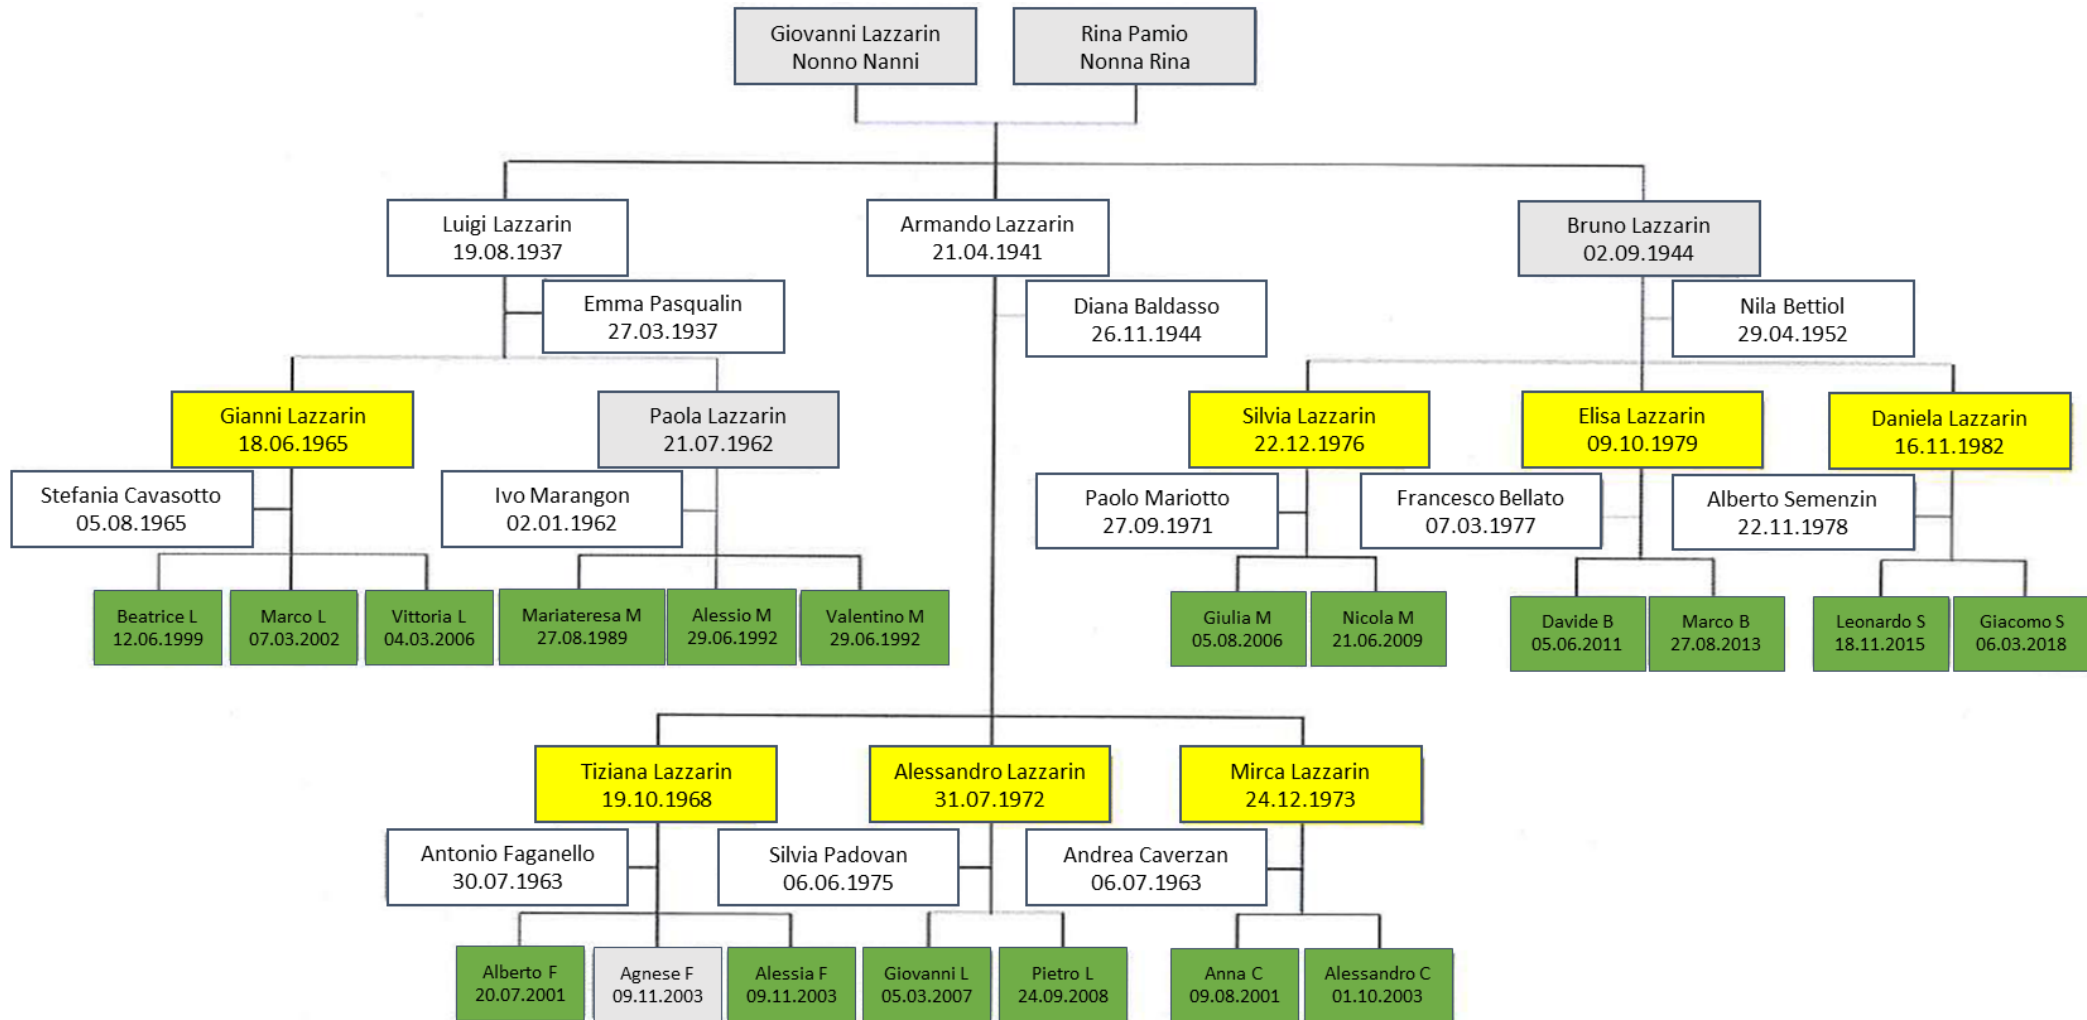 Giovanni Lazzarin
Nonno Nanni
Rina Pamio
Nonna Rina
Luigi Lazzarin
19.08.1937
Armando Lazzarin
21.04.1941
Bruno Lazzarin
02.09.1944
Emma Pasqualin
27.03.1937
Diana Baldasso
26.11.1944
Nila Bettiol
29.04.1952
Gianni Lazzarin
18.06.1965
Paola Lazzarin
21.07.1962
Silvia Lazzarin
22.12.1976
Elisa Lazzarin
09.10.1979
Daniela Lazzarin
16.11.1982
Stefania Cavasotto
05.08.1965
Ivo Marangon
02.01.1962
Paolo Mariotto
27.09.1971
Francesco Bellato
07.03.1977
Alberto Semenzin
22.11.1978
Beatrice L
12.06.1999
Marco L
07.03.2002
Vittoria L
04.03.2006
Mariateresa M
27.08.1989
Alessio M
29.06.1992
Valentino M
29.06.1992
Giulia M
05.08.2006
Nicola M
21.06.2009
Davide B
05.06.2011
Marco B
27.08.2013
Leonardo S
18.11.2015
Giacomo S
06.03.2018
Tiziana Lazzarin
19.10.1968
Alessandro Lazzarin
31.07.1972
Mirca Lazzarin
24.12.1973
Antonio Faganello
30.07.1963
Silvia Padovan
06.06.1975
Andrea Caverzan
06.07.1963
Alberto F
20.07.2001
Agnese F
09.11.2003
Alessia F
09.11.2003
Giovanni L
05.03.2007
Pietro L
24.09.2008
Anna C
09.08.2001
Alessandro C
01.10.2003